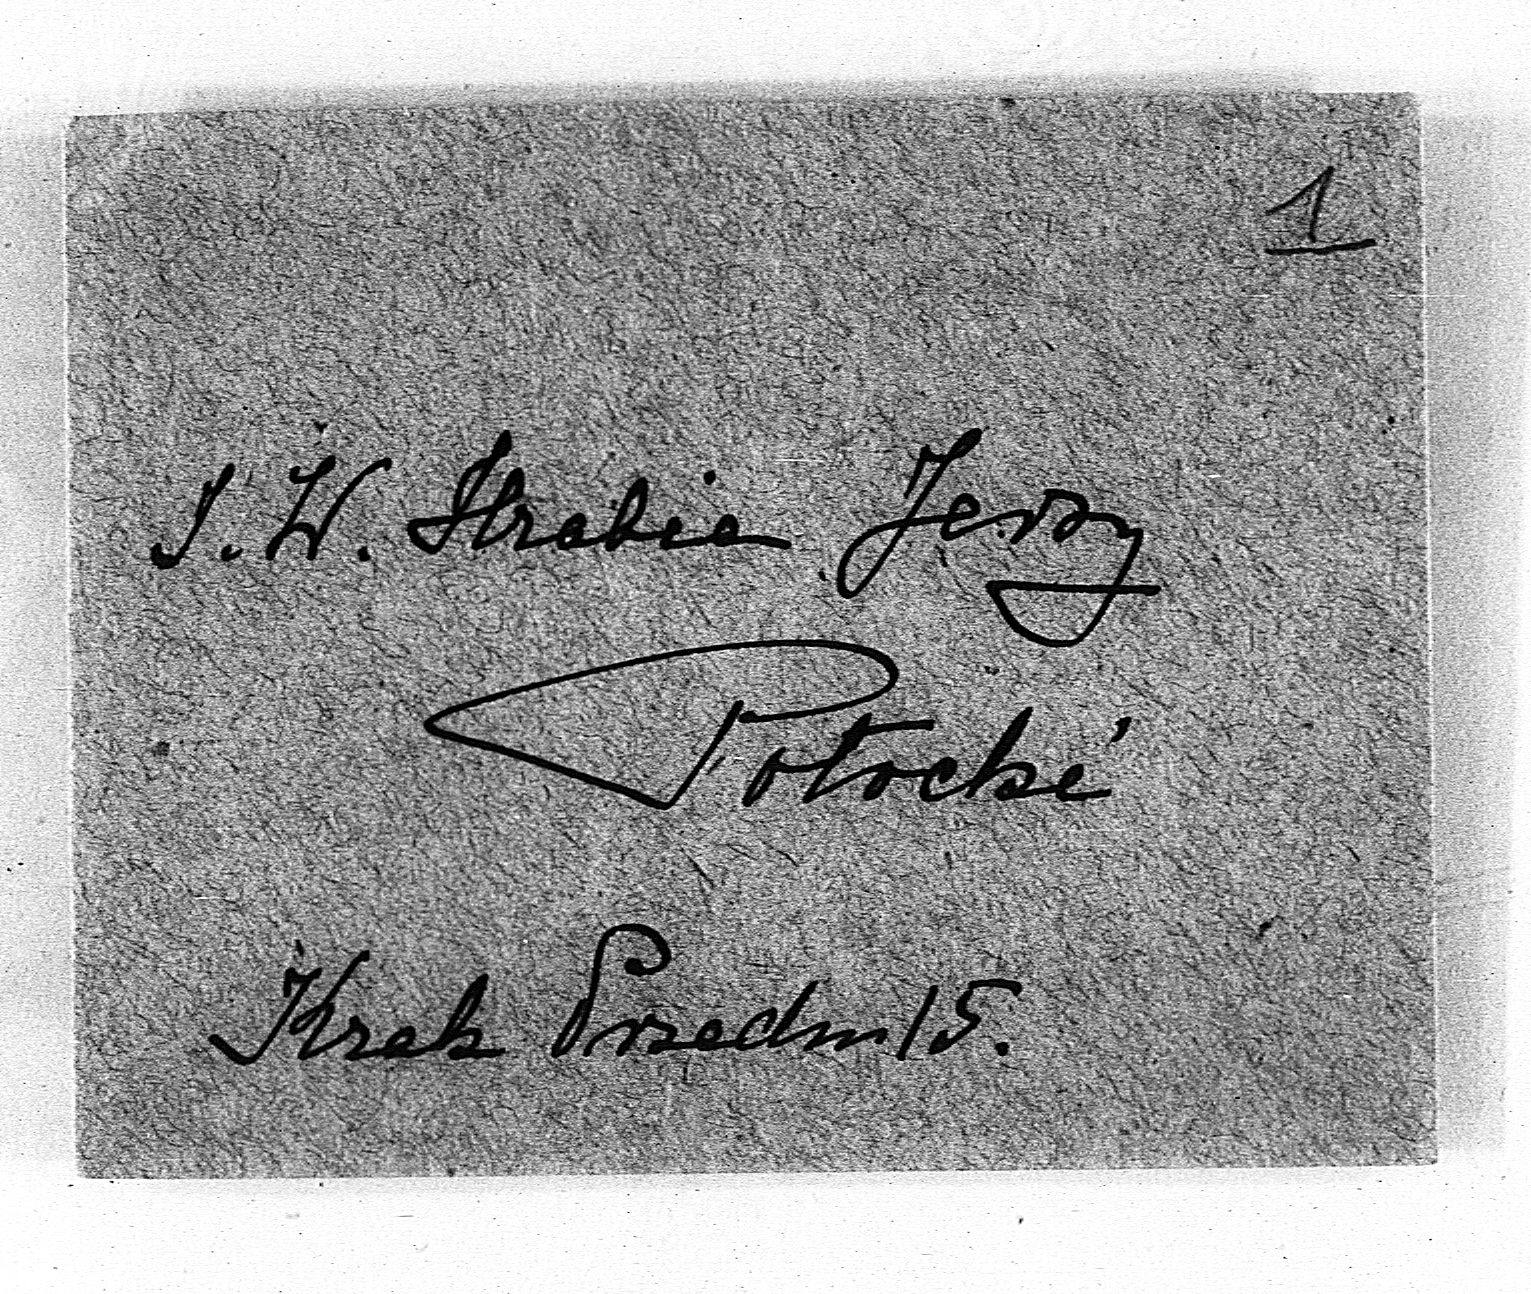 1
J. W. Hrabia Jerzy
Potocki
Krak Przedm 15.